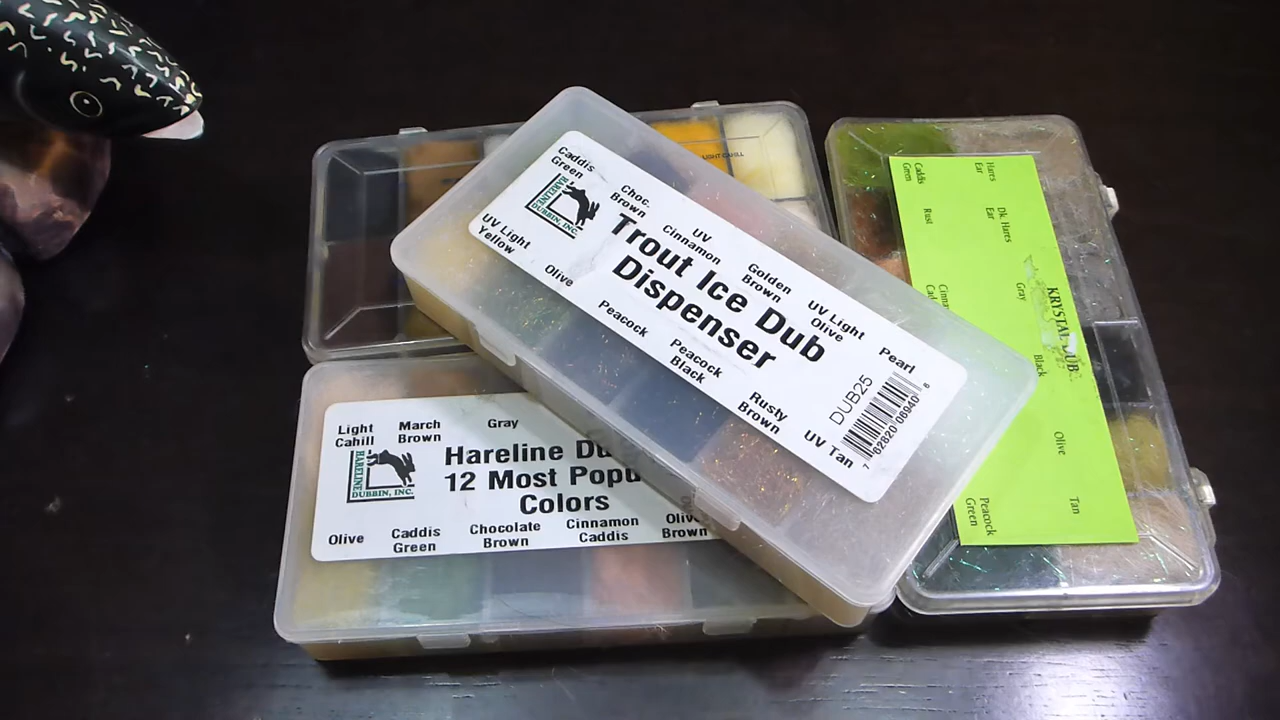 LIGHT CAHILL
Caddis
Green
HARELINE
DUBBIN, INC.
Choc.
Brown
UV
Cinnamon
Golden
Brown
UV Light
Olive
Pearl
Trout Ice Dub
Dispenser
UV Light
Yellow
Olive
Peacock
Peacock
Black
Rusty
Brown
UV Tan
DUB25
Light
Cahill
March
Brown
Gray
HARELINE
DUBBIN, INC.
Hareline
12 Most
Colors
Olive
Caddis
Green
Chocolate
Brown
Cinnamon
Caddis
Brown
Hares
Ear
Dk. Hares
Ear
Gray
Black
Olive
Tan
KRYSTAL DUB
Caddis
Green
Rust
Peacock
Green